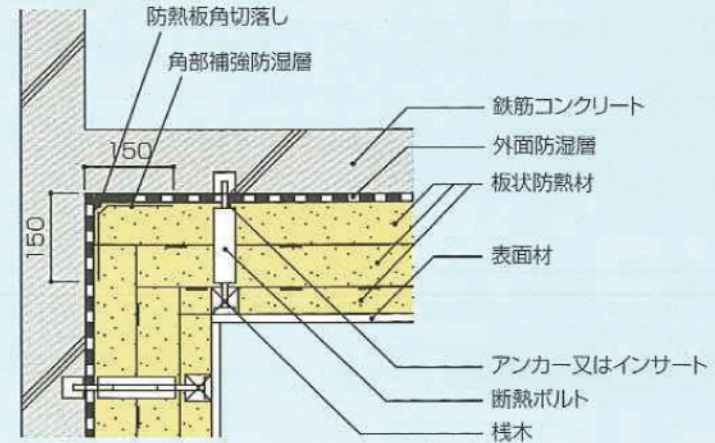 防熱板角切落し
角部補強防湿層
鉄筋コンクリート
150
外面防湿層
板状防熱材
150
表面材
アンカー又はインサート
断熱ボルト
桟木